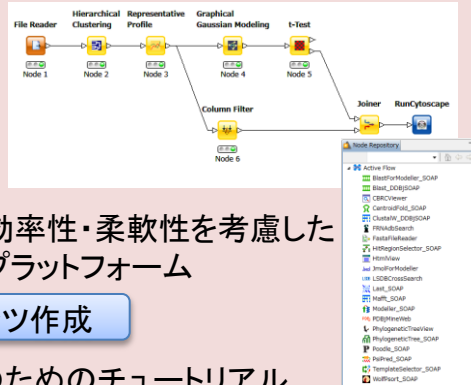 File Reader
Hierarchical Clustering
Representative Profile
Graphical Gaussian Modeling
t-Test
Node 1
Node 2
Node 3
Node 4
Node 5
Column Filter
Node 6
Joiner
RunCytoscape
Node Repository
Active Flow
BlastForModeller_SOAP
Blast_DDBJSOAP
CBRCViewer
CentroidFold_SOAP
ClustalW_DDBJSOAP
FRNAdbSearch
FastaFileReader
HitRegionSelector_SOAP
HtmlView
JmolForModeller
LSDBCrossSearch
Last_SOAP
Mafft_SOAP
Modeller_SOAP
PDBjMineWeb
PhylogeneticTreeView
PhylogeneticTree_SOAP
Poodle_SOAP
PsiPred_SOAP
TemplateSelector_SOAP
WolfPsort_SOAP
効率性・柔軟性を考慮した
プラットフォーム
ツ作成
のためのチュートリアル